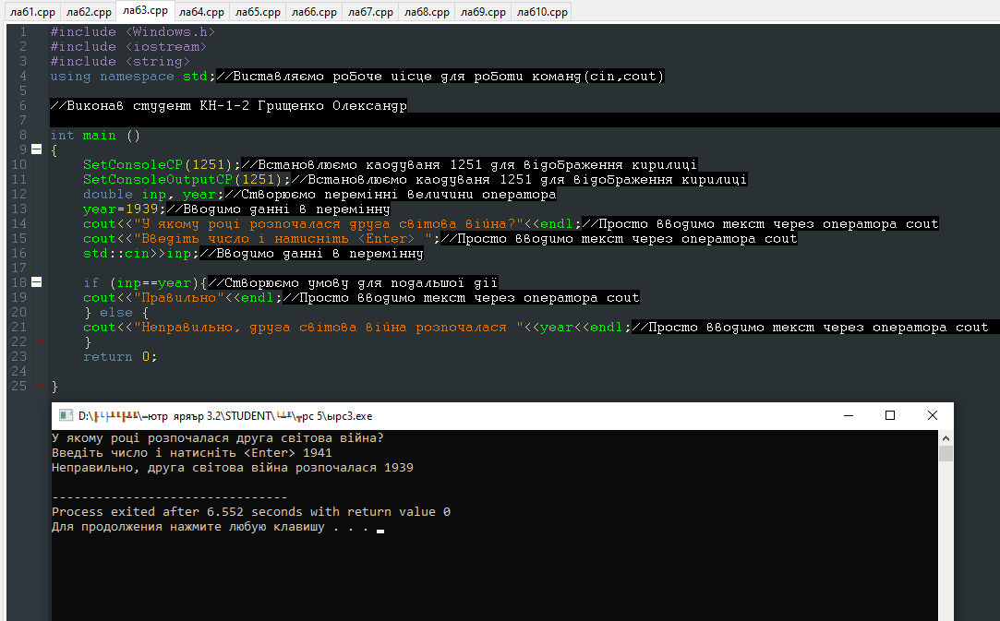 лаб1.cpp лаб2.cpp лаб3.cpp лаб4.cpp лаб5.cpp лаб6.cpp лаб7.cpp лаб8.cpp лаб9.cpp лаб10.cpp
1 #include <Windows.h>
2 #include <iostream>
3 #include <string>
4 using namespace std;//Виставляємо робоче місце для роботи команд(cin,cout)
5
6 //Виконав студент КН-1-2 Грищенко Олександр
7
8 int main ()
9 {
10 SetConsoleCP(1251);//Встановлюємо каодуваня 1251 для відображення кирилиці
11 SetConsoleOutputCP(1251);//Встановлюємо каодуваня 1251 для відображення кирилиці
12 double inp, year;//Створюємо перемінні величини оператора
13 year=1939;//Вводимо данні в перемінну
14 cout<<"У якому році розпочалася друга світова війна?"<<endl;//Просто вводимо текст через оператора cout
15 cout<<"Введіть число і натисніть <Enter> ";//Просто вводимо текст через оператора cout
16 std::cin>>inp;//Вводимо данні в перемінну
17
18 if (inp==year){//Створюємо умову для подальшої дії
19 cout<<"Правильно"<<endl;//Просто вводимо текст через оператора cout
20 } else {
21 cout<<"Неправильно, друга світова війна розпочалася "<<year<<endl;//Просто вводимо текст через оператора cout
22 }
23 return 0;
24
25 }
D:\ яряър 3.2\STUDENT\ 5\ырс3.exe
У якому році розпочалася друга світова війна?
Введіть число і натисніть <Enter> 1941
Неправильно, друга світова війна розпочалася 1939
--------------------------------
Process exited after 6.552 seconds with return value 0
Для продолжения нажмите любую клавишу . . .